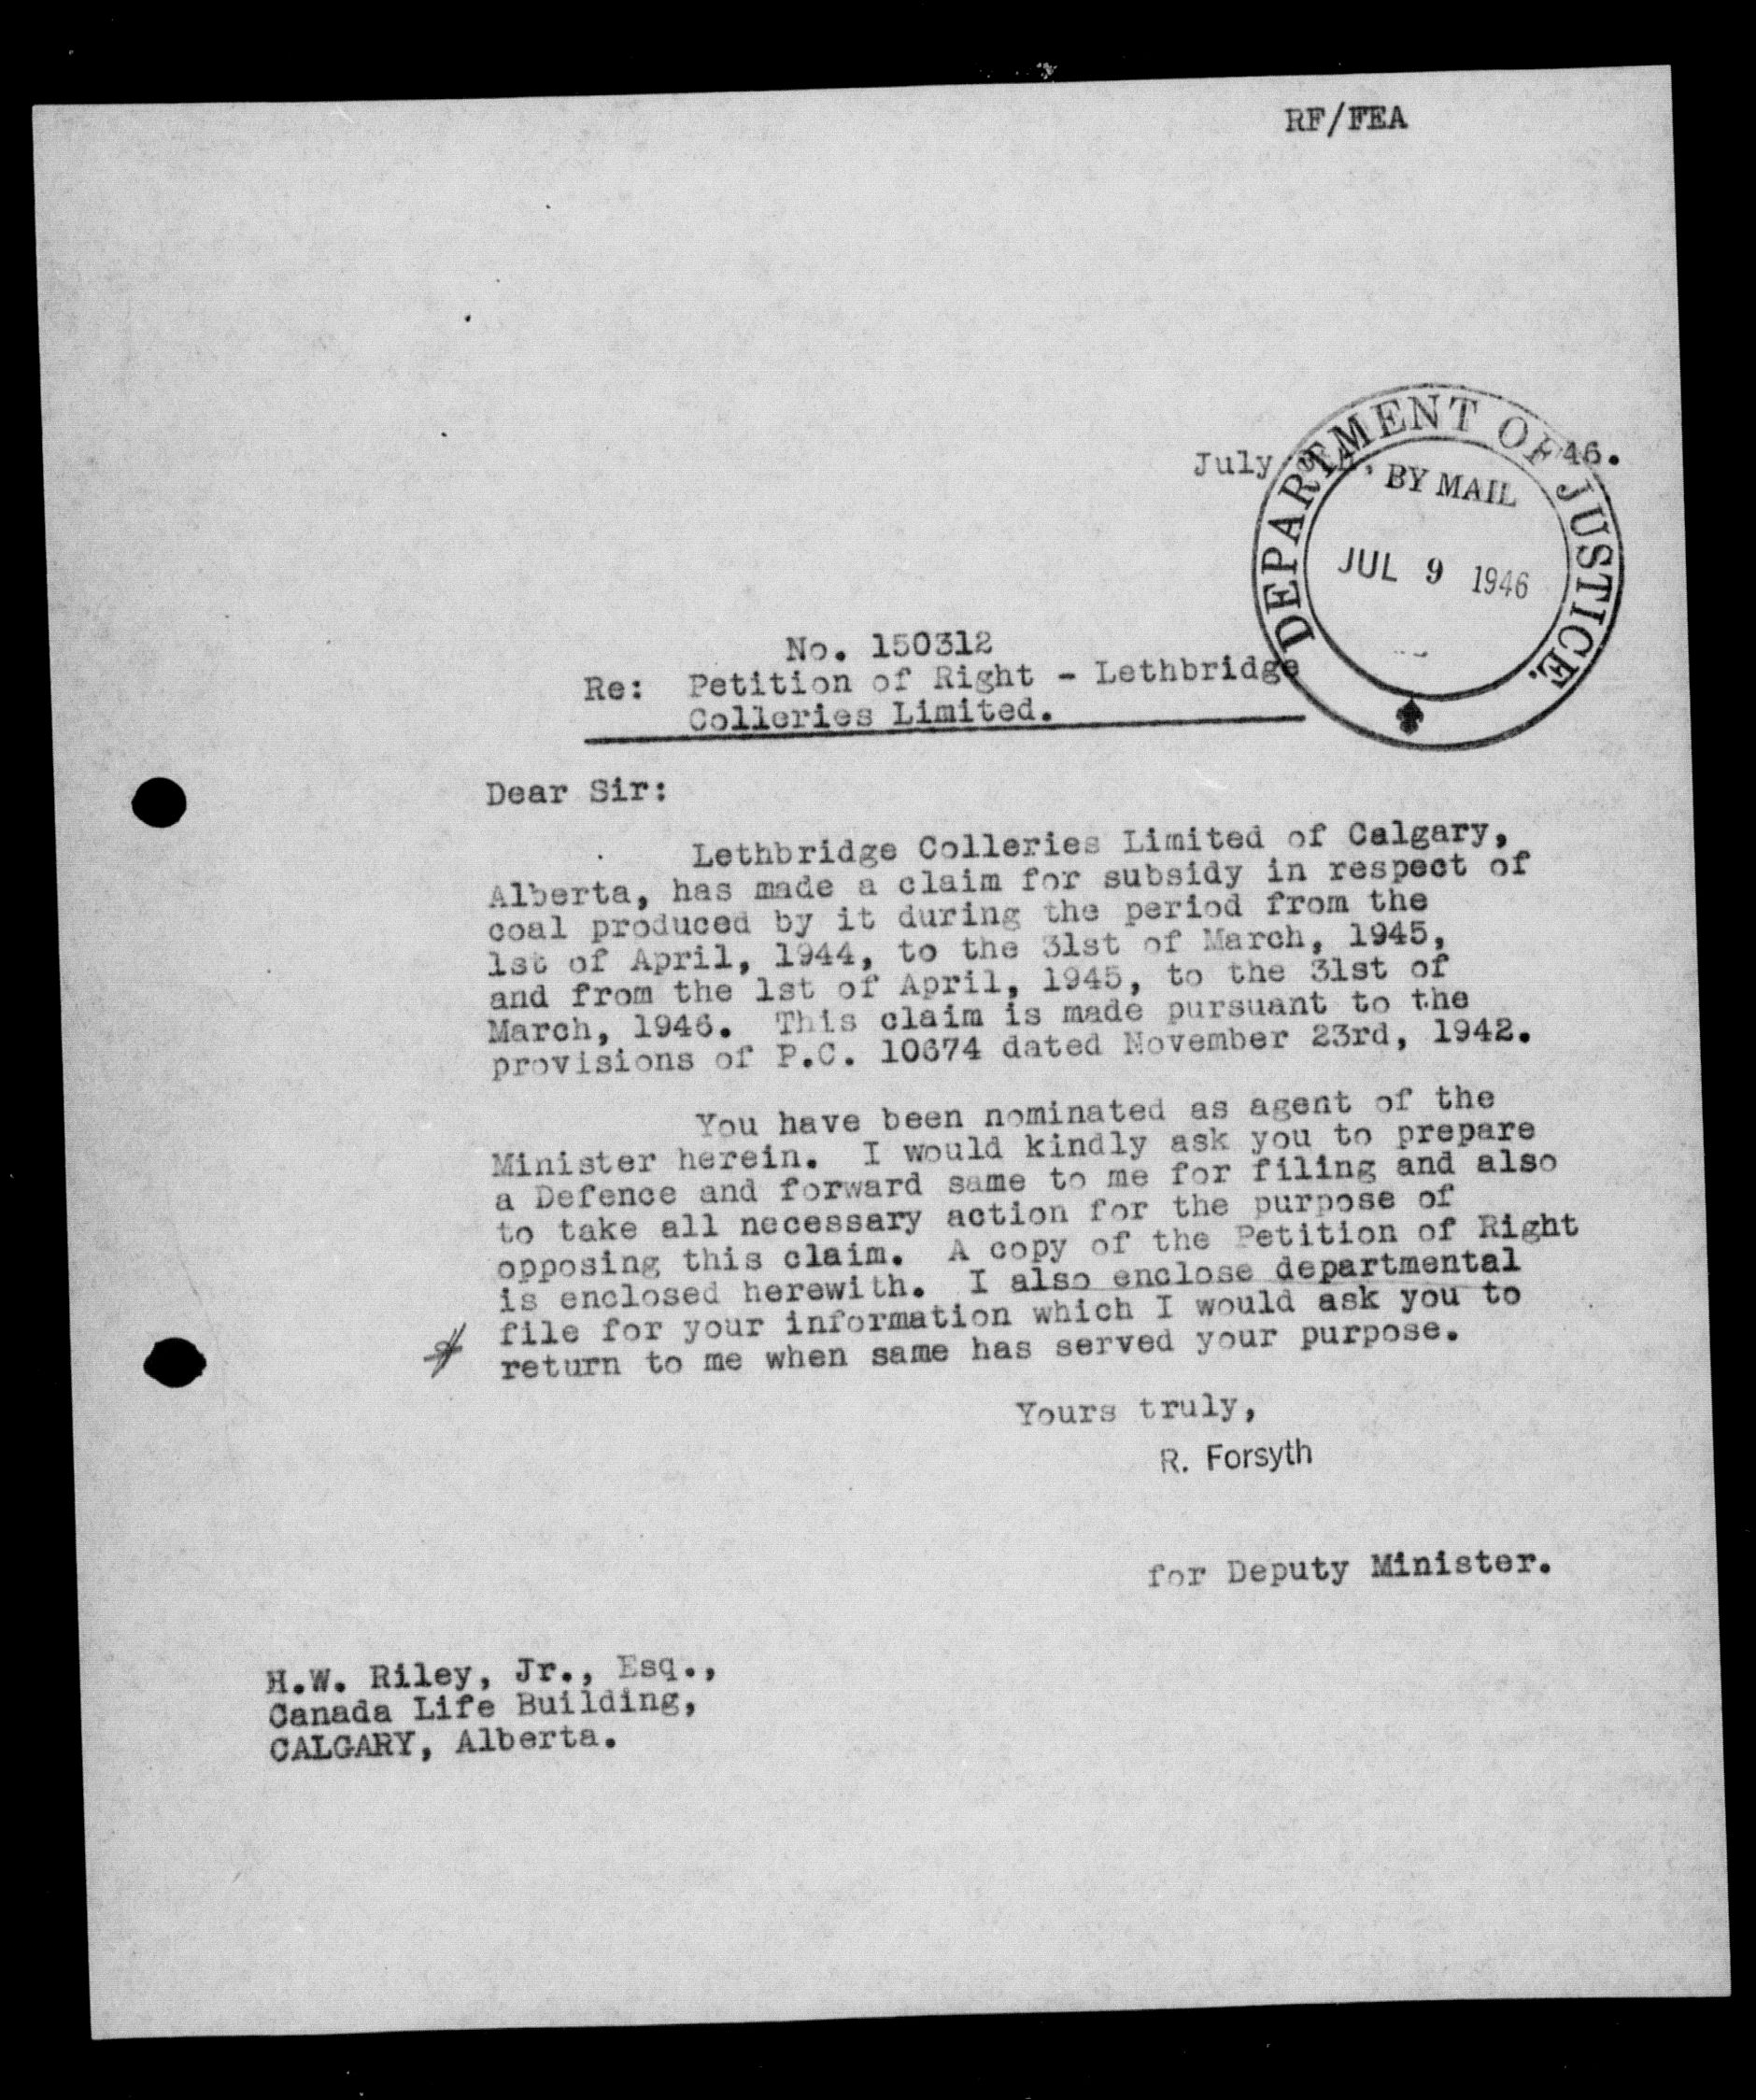 RF/FEA
July 46.
DEPARTMENT OF JUSTICE.
BY MAIL
JUL 9 1946
No. 150312
Re: Petition of Right - Lethbridge
Colleries Limited.
Dear Sir:
Lethbridge Colleries Limited of Calgary,
Alberta, has made a claim for subsidy in respect of
coal produced by it during the period from the
1st of April, 1944, to the 31st of March, 1945,
and from the 1st of April, 1945, to the 31st of
March, 1946. This claim is made pursuant to the
provisions of P.C. 10674 dated November 23rd, 1942.
You have been nominated as agent of the
Minister herein. I would kindly ask you to prepare
a Defence and forward same to me for filing and also
to take all necessary action for the purpose of
opposing this claim. A copy of the Petition of Right
is enclosed herewith. I also enclose departmental
file for your information which I would ask you to
return to me when same has served your purpose.
Yours truly,
R. Forsyth
for Deputy Minister.
H.W. Riley, Jr., Esq.,
Canada Life Building,
CALGARY, Alberta.